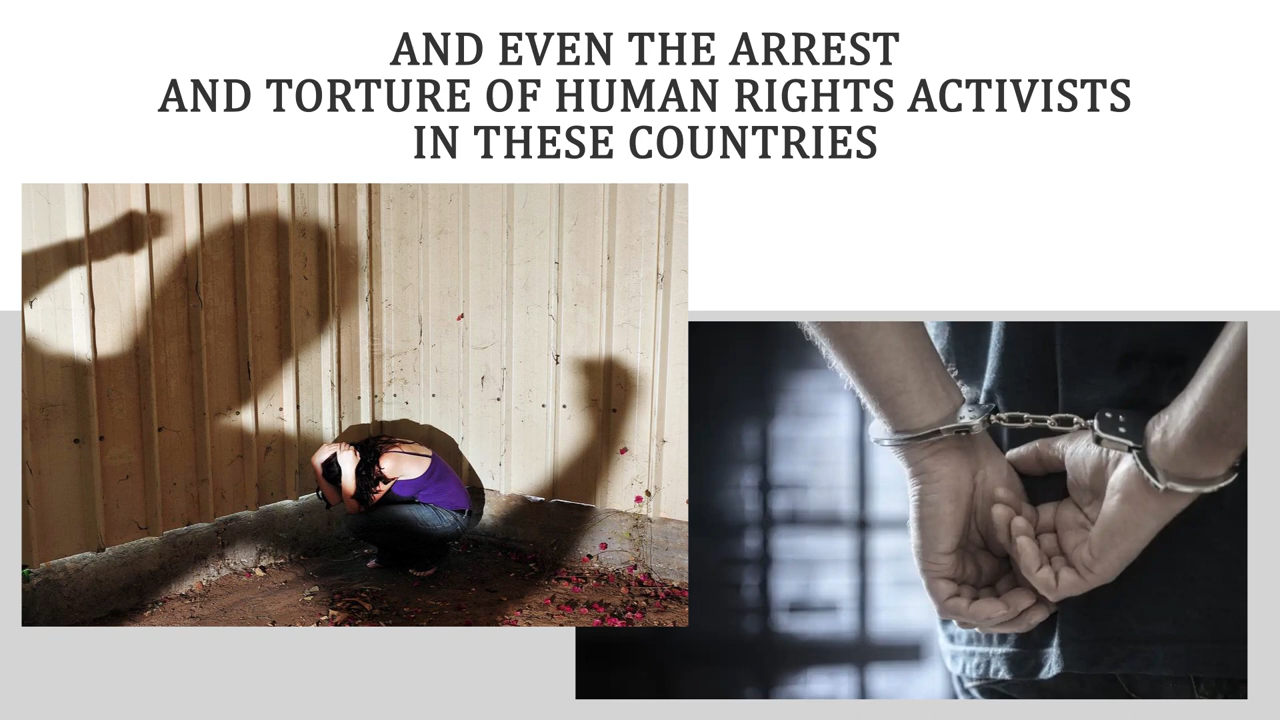 AND EVEN THE ARREST
AND TORTURE OF HUMAN RIGHTS ACTIVISTS
IN THESE COUNTRIES